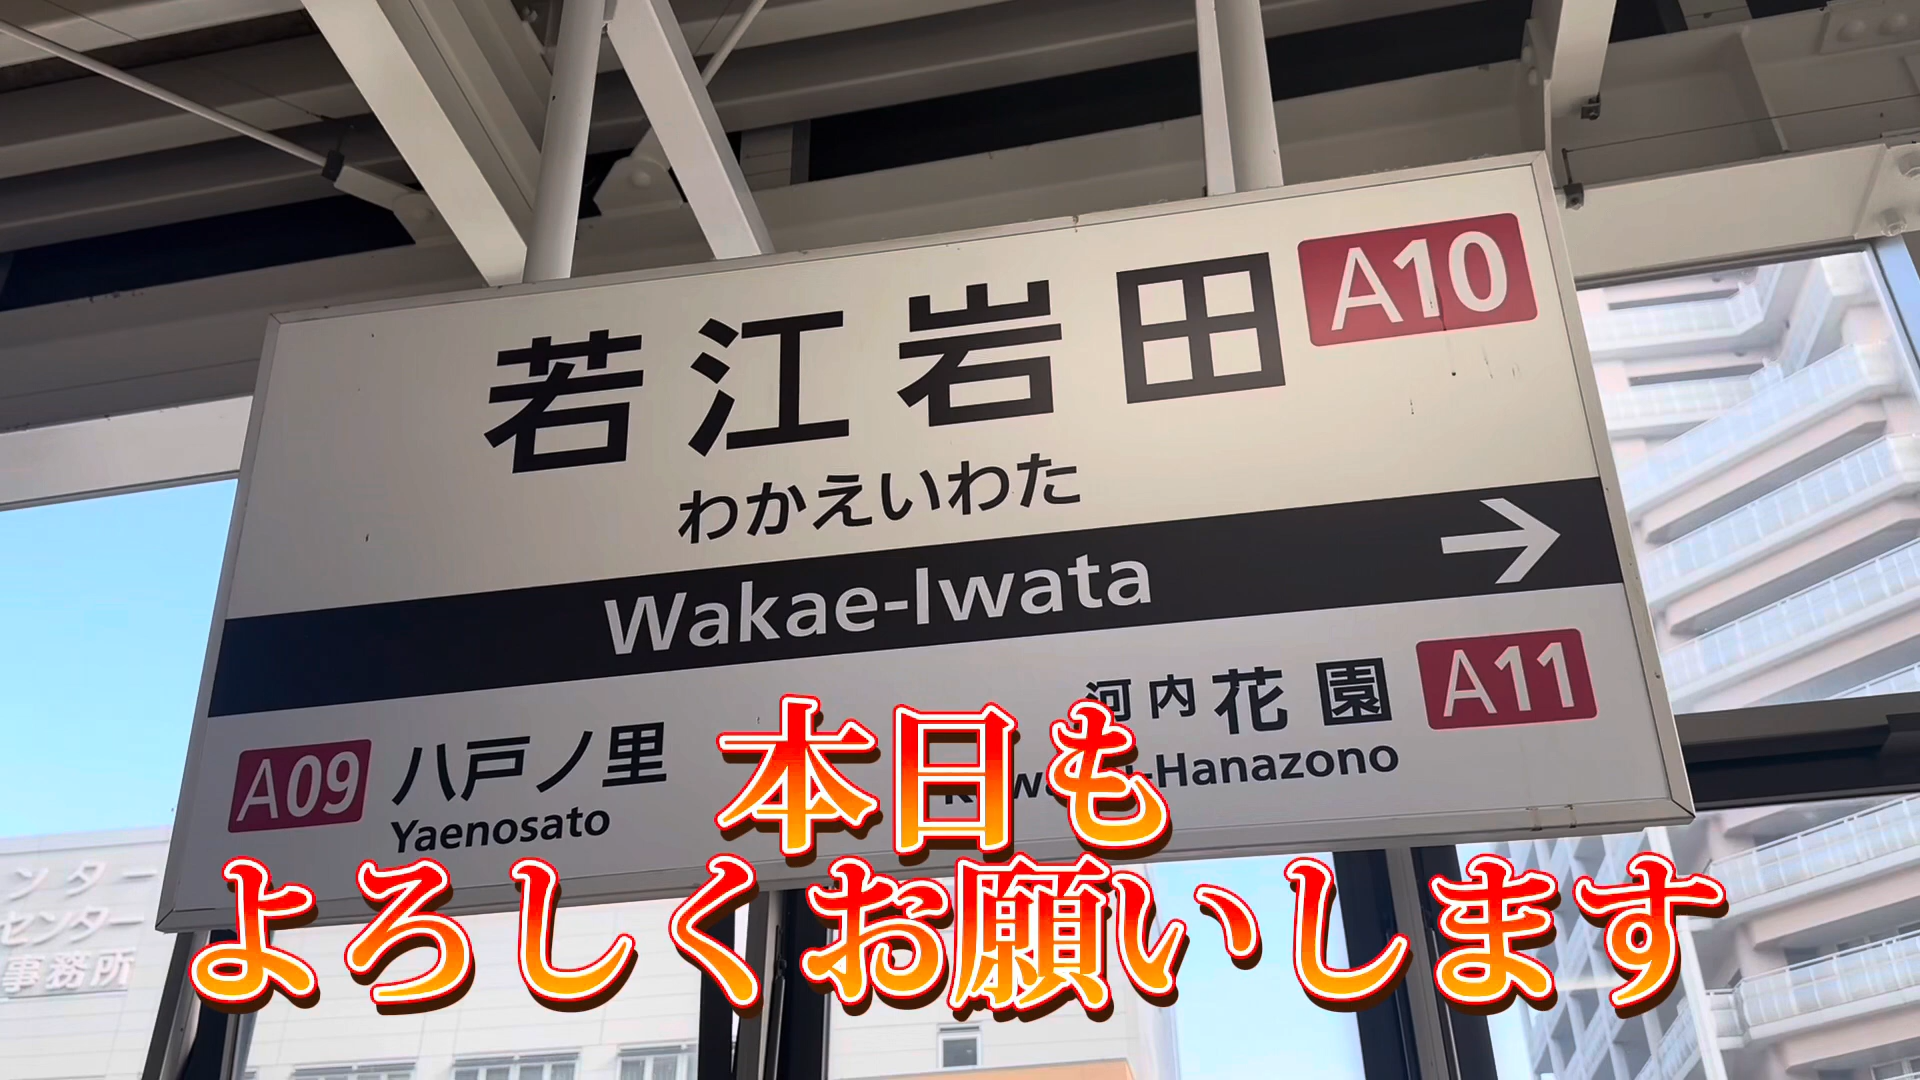 若江岩田 A10
わかえいわた
Wakae-Iwata →
A09 八戸ノ里 河内花園 A11
Yaenosato -Hanazono
本日も
よろしくお願いします
ンター
センター
事務所